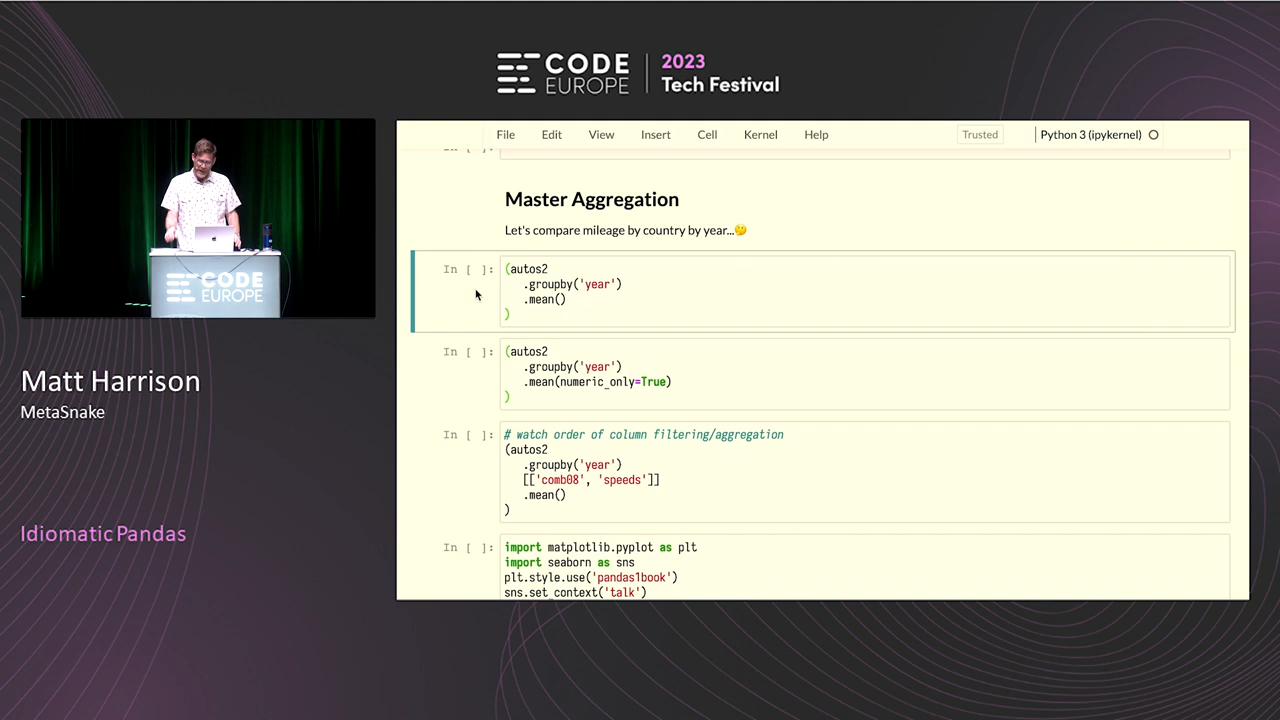 CODE EUROPE
2023
Tech Festival
File Edit View Insert Cell Kernel Help Trusted Python 3 (ipykernel)
In [ ]:
Master Aggregation
Let's compare mileage by country by year...🤔
In [ ]: (autos2
.groupby('year')
.mean()
)
CODE EUROPE
Matt Harrison
MetaSnake
In [ ]: (autos2
.groupby('year')
.mean(numeric_only=True)
)
In [ ]: # watch order of column filtering/aggregation
(autos2
.groupby('year')
[['comb08', 'speeds']]
.mean()
)
Idiomatic Pandas
In [ ]: import matplotlib.pyplot as plt
import seaborn as sns
plt.style.use('pandas1book')
sns.set_context('talk')